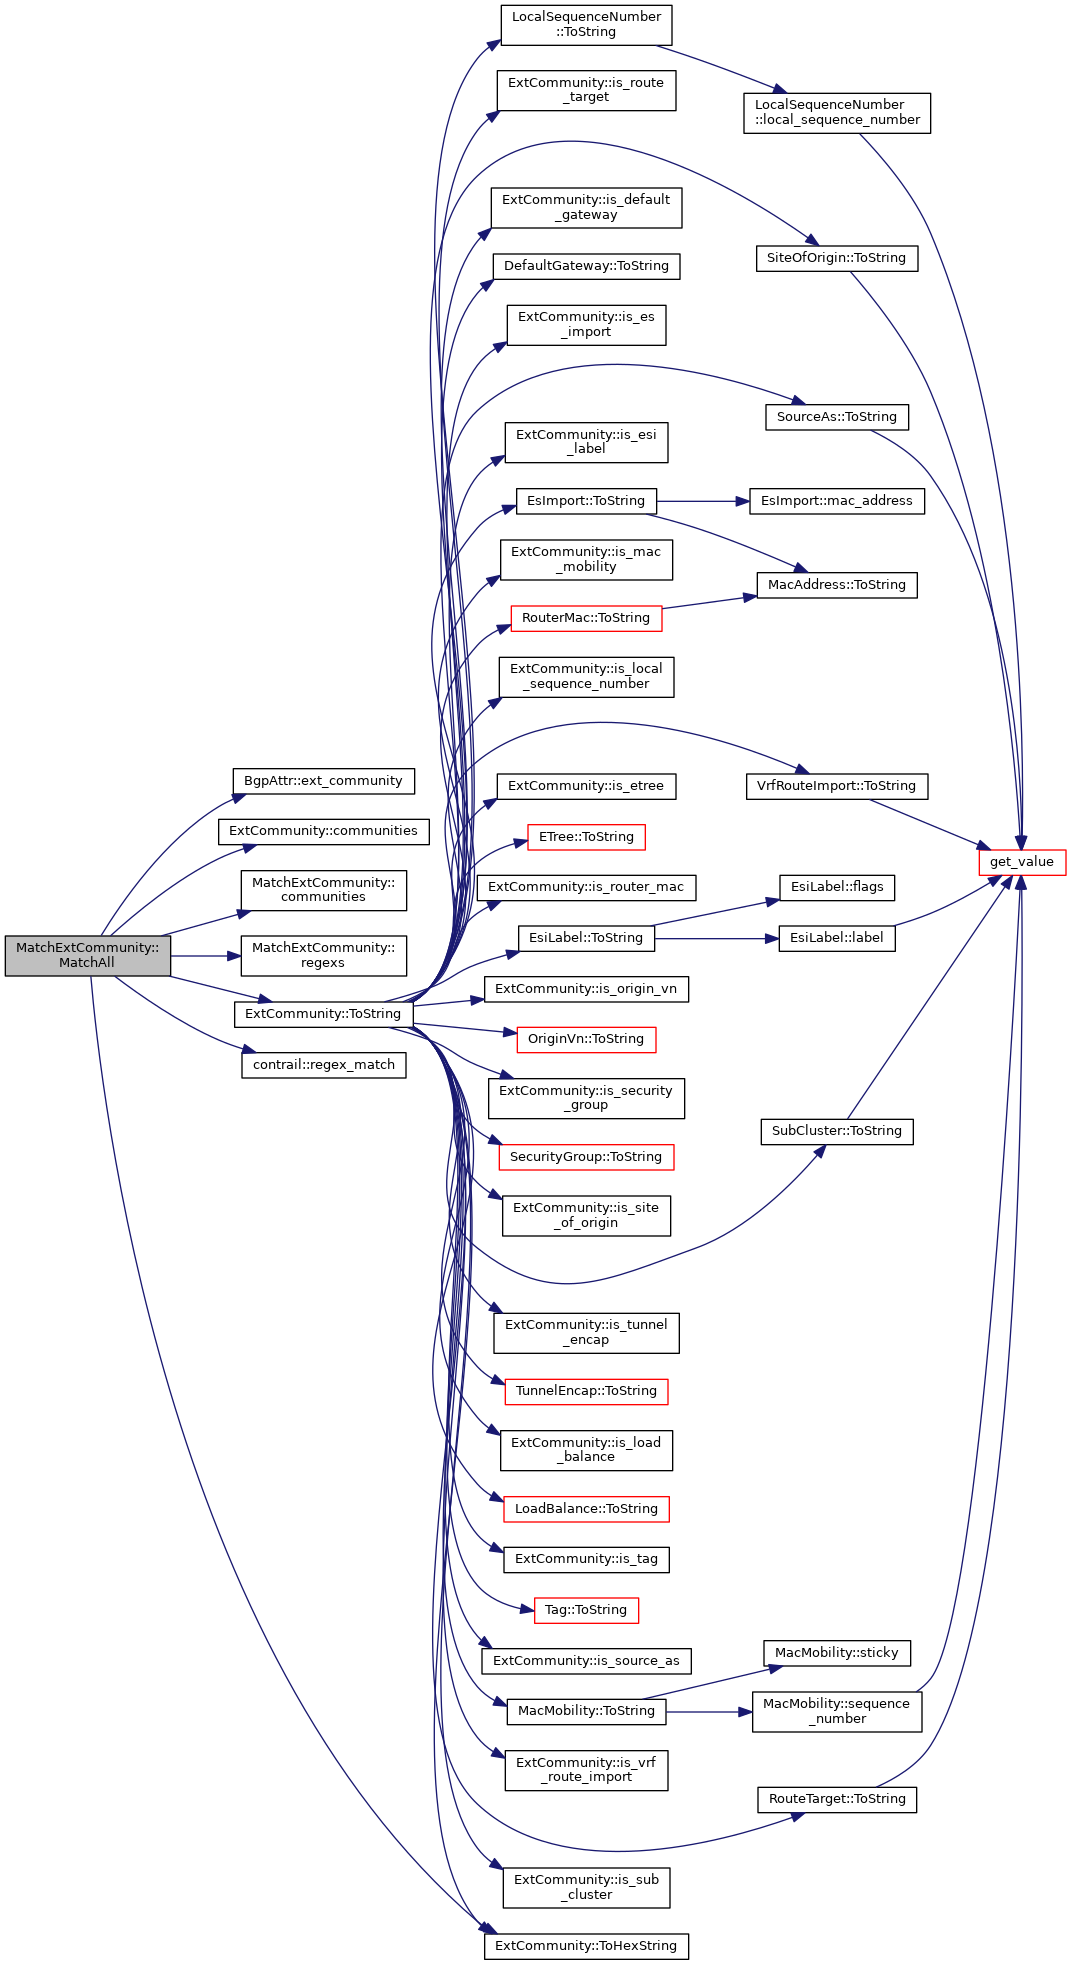 LocalSequenceNumber
::ToString
ExtCommunity::is_route
_target
LocalSequenceNumber
::local_sequence_number
ExtCommunity::is_default
_gateway
SiteOfOrigin::ToString
DefaultGateway::ToString
ExtCommunity::is_es
_import
SourceAs::ToString
ExtCommunity::is_esi
_label
EsImport::ToString
EsImport::mac_address
ExtCommunity::is_mac
_mobility
MacAddress::ToString
RouterMac::ToString
ExtCommunity::is_local
_sequence_number
BgpAttr::ext_community
ExtCommunity::is_etree
VrfRouteImport::ToString
ExtCommunity::communities
ETree::ToString
get_value
MatchExtCommunity::
communities
ExtCommunity::is_router_mac
EsiLabel::flags
MatchExtCommunity::
MatchAll
MatchExtCommunity::
regexs
EsiLabel::ToString
EsiLabel::label
ExtCommunity::is_origin_vn
ExtCommunity::ToString
OriginVn::ToString
contrail::regex_match
ExtCommunity::is_security
_group
SubCluster::ToString
SecurityGroup::ToString
ExtCommunity::is_site
_of_origin
ExtCommunity::is_tunnel
_encap
TunnelEncap::ToString
ExtCommunity::is_load
_balance
LoadBalance::ToString
ExtCommunity::is_tag
Tag::ToString
ExtCommunity::is_source_as
MacMobility::sticky
MacMobility::ToString
MacMobility::sequence
_number
ExtCommunity::is_vrf
_route_import
RouteTarget::ToString
ExtCommunity::is_sub
_cluster
ExtCommunity::ToHexString